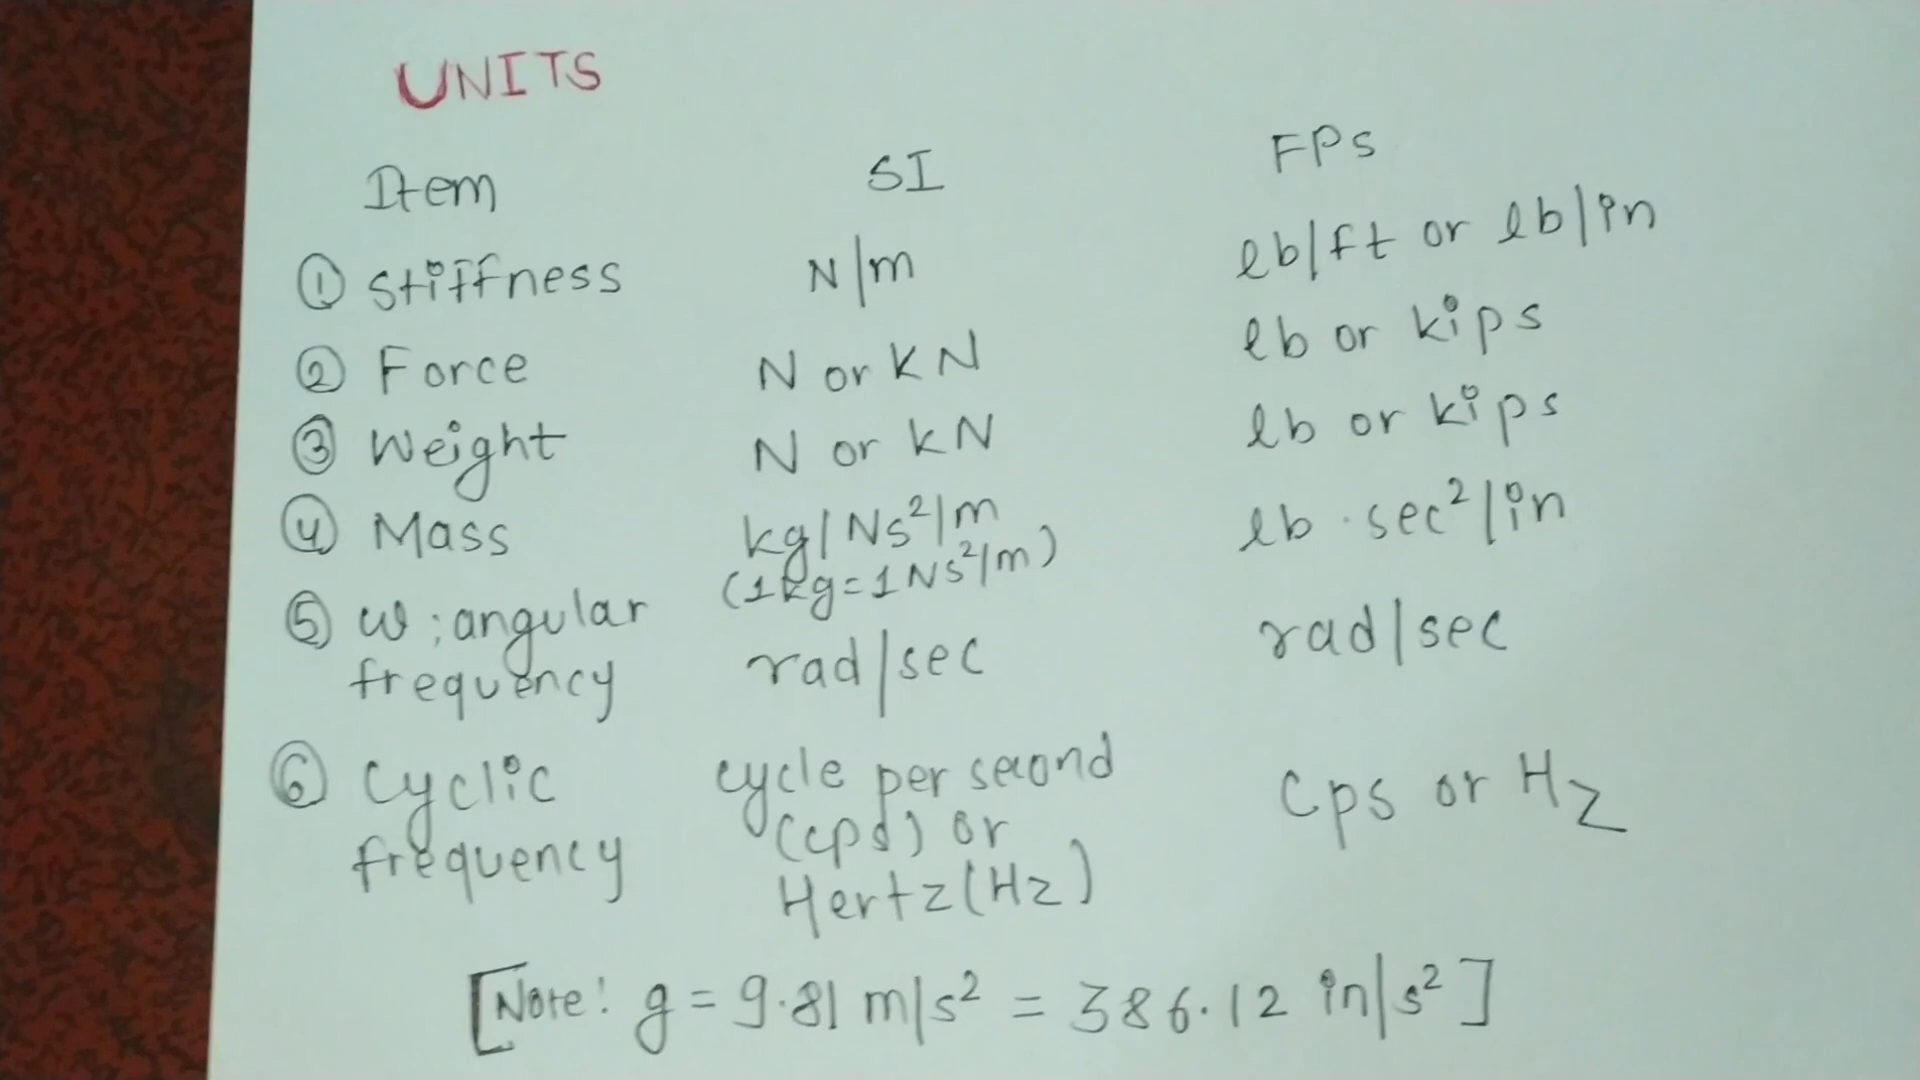 UNITS
Item SI FPS
① Stiffness N/m lb/ft or lb/in
② Force N or KN lb or kips
③ Weight N or kN lb or kips
④ Mass kg/Ns²/m lb·sec²/in
(1kg=1Ns²/m)
⑤ ω; angular frequency rad/sec rad/sec
⑥ Cyclic frequency cycle per second (cps) or Hertz(Hz) Cps or Hz
[Note: g = 9.81 m/s² = 386.12 in/s²]